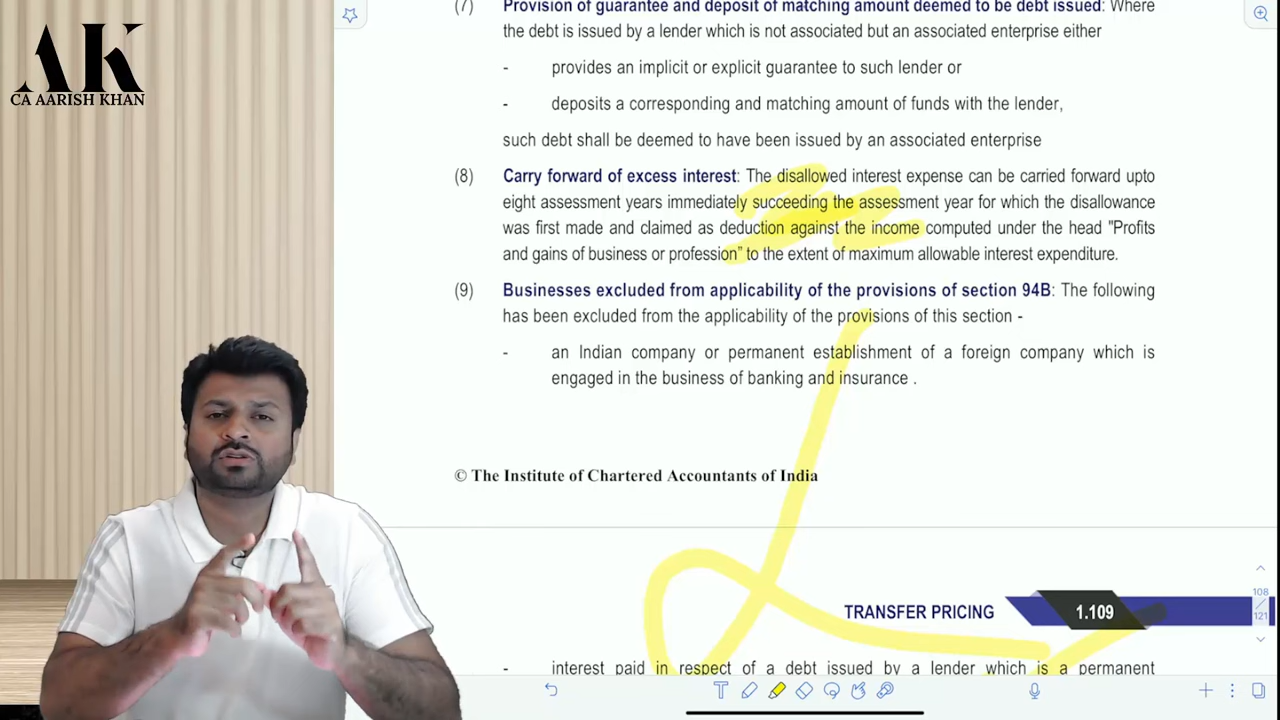 AK
CA AARISH KHAN
(7) Provision of guarantee and deposit of matching amount deemed to be debt issued: Where
the debt is issued by a lender which is not associated but an associated enterprise either
- provides an implicit or explicit guarantee to such lender or
- deposits a corresponding and matching amount of funds with the lender,
such debt shall be deemed to have been issued by an associated enterprise
(8) Carry forward of excess interest: The disallowed interest expense can be carried forward upto
eight assessment years immediately succeeding the assessment year for which the disallowance
was first made and claimed as deduction against the income computed under the head "Profits
and gains of business or profession” to the extent of maximum allowable interest expenditure.
(9) Businesses excluded from applicability of the provisions of section 94B: The following
has been excluded from the applicability of the provisions of this section -
- an Indian company or permanent establishment of a foreign company which is
engaged in the business of banking and insurance .
© The Institute of Chartered Accountants of India
TRANSFER PRICING 1.109
108
121
- interest paid in respect of a debt issued by a lender which is a permanent